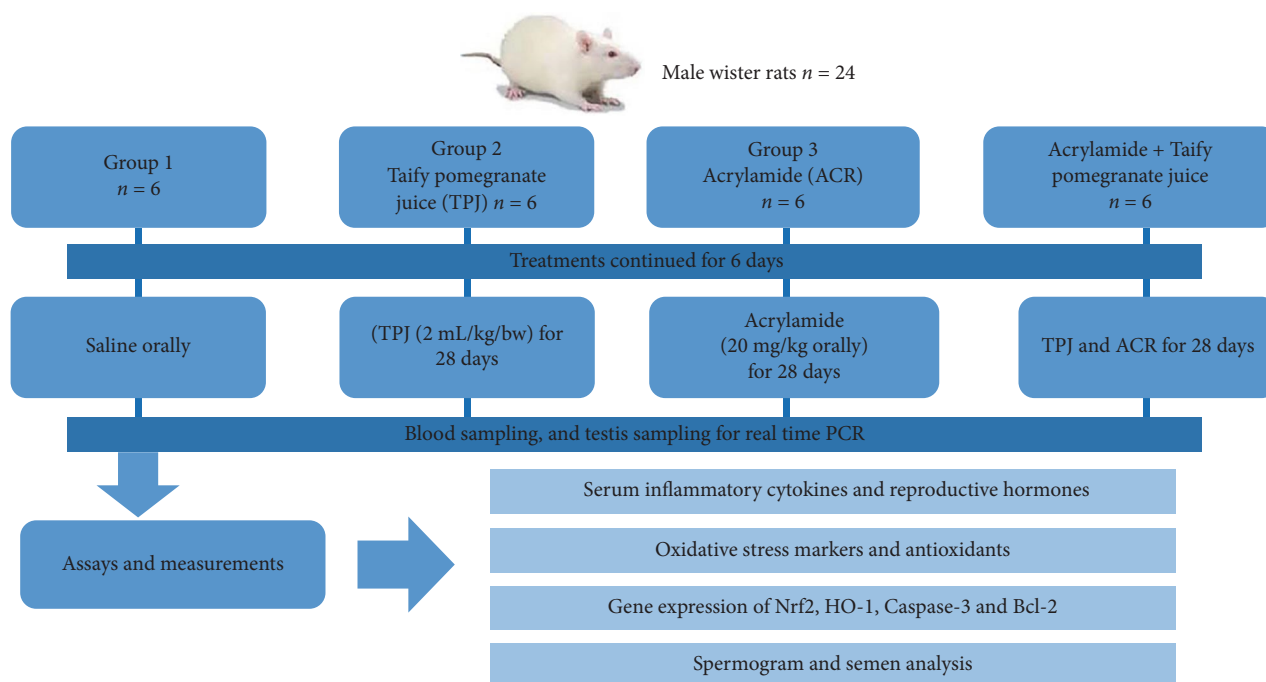 Male wister rats n = 24
Group 1
n = 6
Group 2
Taify pomegranate
juice (TPJ) n = 6
Group 3
Acrylamide (ACR)
n = 6
Acrylamide + Taify
pomegranate juice
n = 6
Treatments continued for 6 days
Saline orally
(TPJ (2 mL/kg/bw) for
28 days
Acrylamide
(20 mg/kg orally)
for 28 days
TPJ and ACR for 28 days
Blood sampling, and testis sampling for real time PCR
Assays and measurements
Serum inflammatory cytokines and reproductive hormones
Oxidative stress markers and antioxidants
Gene expression of Nrf2, HO-1, Caspase-3 and Bcl-2
Spermogram and semen analysis